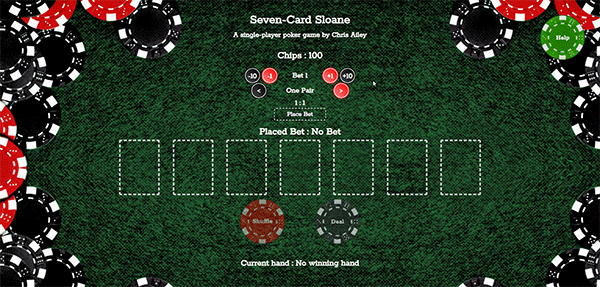 Seven-Card Sloane
A single-player poker game by Chris Ailey
Help
Chips : 100
-10 -1 Bet 1 +1 +10
< One Pair >
1 : 1
Place Bet
Placed Bet : No Bet
Shuffle Deal
Current hand : No winning hand